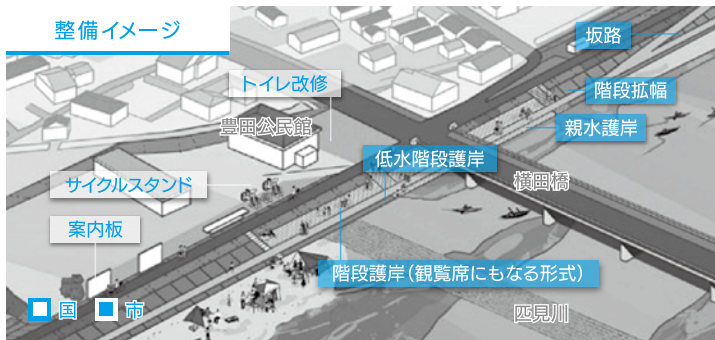 整備イメージ
坂路
トイレ改修
階段拡幅
豊田公民館
親水護岸
低水階段護岸
サイクルスタンド
横田橋
案内板
階段護岸（観覧席にもなる形式）
国 市
匹見川